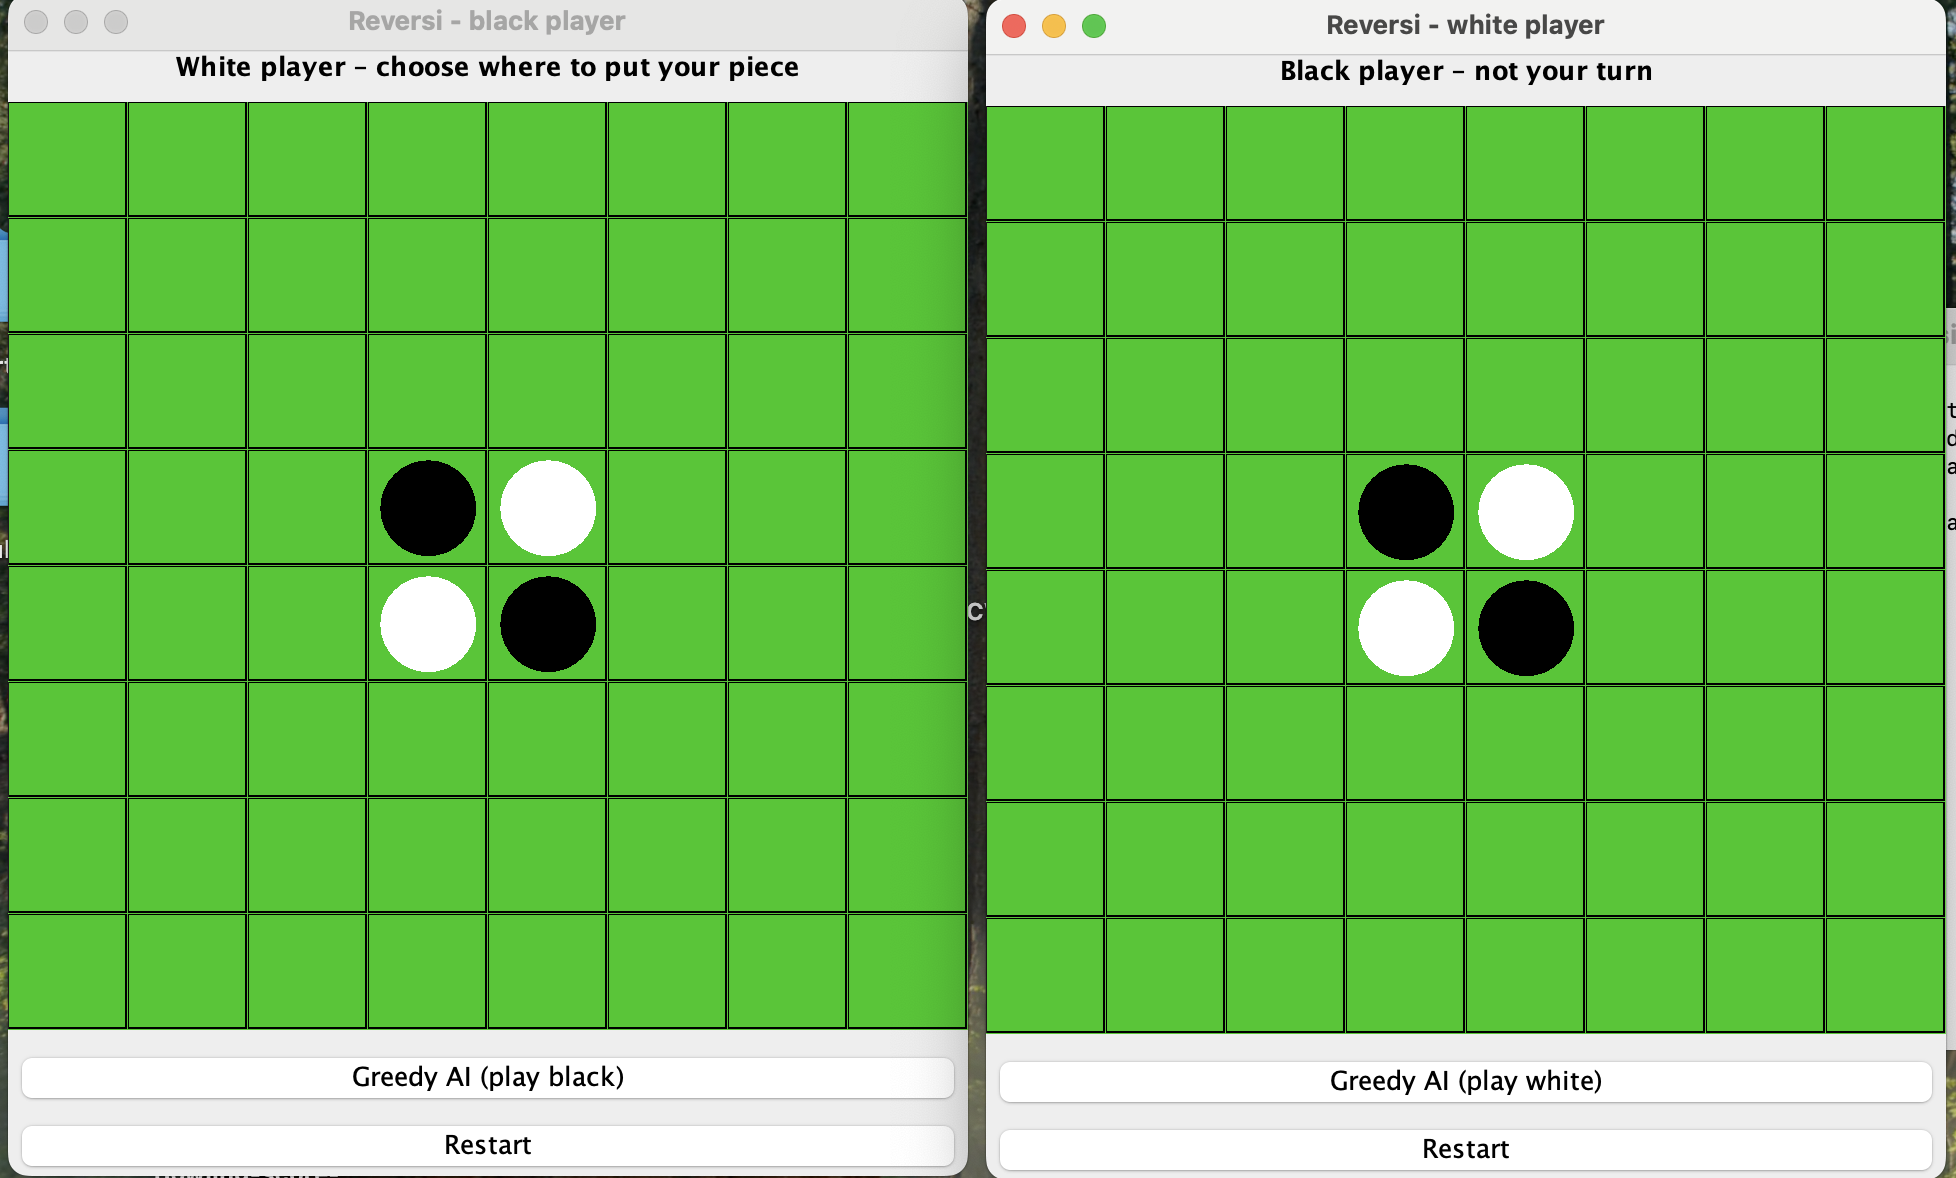 Reversi - black player
White player – choose where to put your piece
Greedy AI (play black)
Restart
Reversi - white player
Black player – not your turn
Greedy AI (play white)
Restart